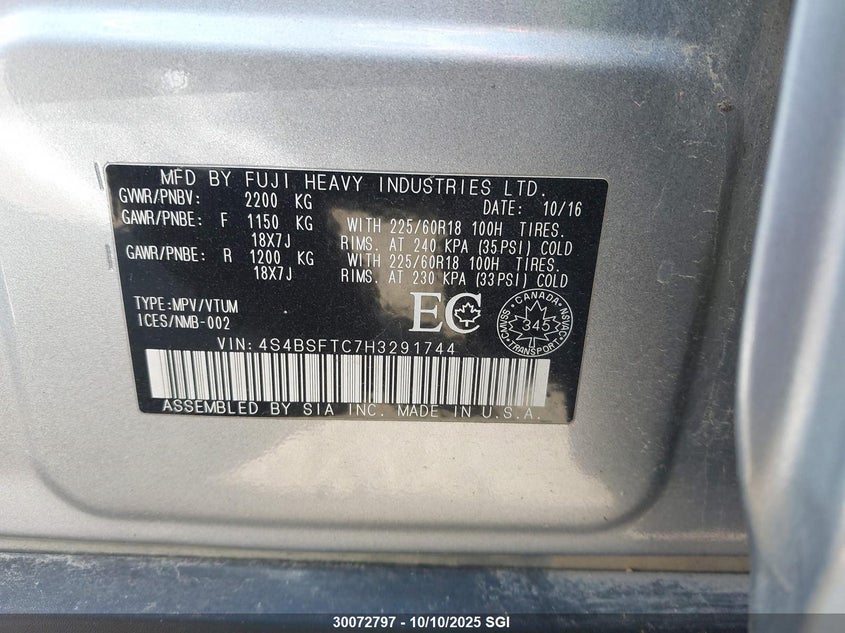 MFD BY FUJI HEAVY INDUSTRIES LTD.
GVWR/PNBV: 2200 KG DATE: 10/16
GAWR/PNBE: F 1150 KG WITH 225/60R18 100H TIRES.
18X7J RIMS. AT 240 KPA (35PSI) COLD
GAWR/PNBE: R 1200 KG WITH 225/60R18 100H TIRES.
18X7J RIMS. AT 230 KPA (33PSI) COLD
TYPE:MPV/VTUM
ICES/NMB-002
EC
CANADA
CMVSS
345
NSVAC
TRANSPORT
VIN: 4S4BSFTC7H3291744
ASSEMBLED BY SIA INC. MADE IN U.S.A.
30072797 - 10/10/2025 SGI